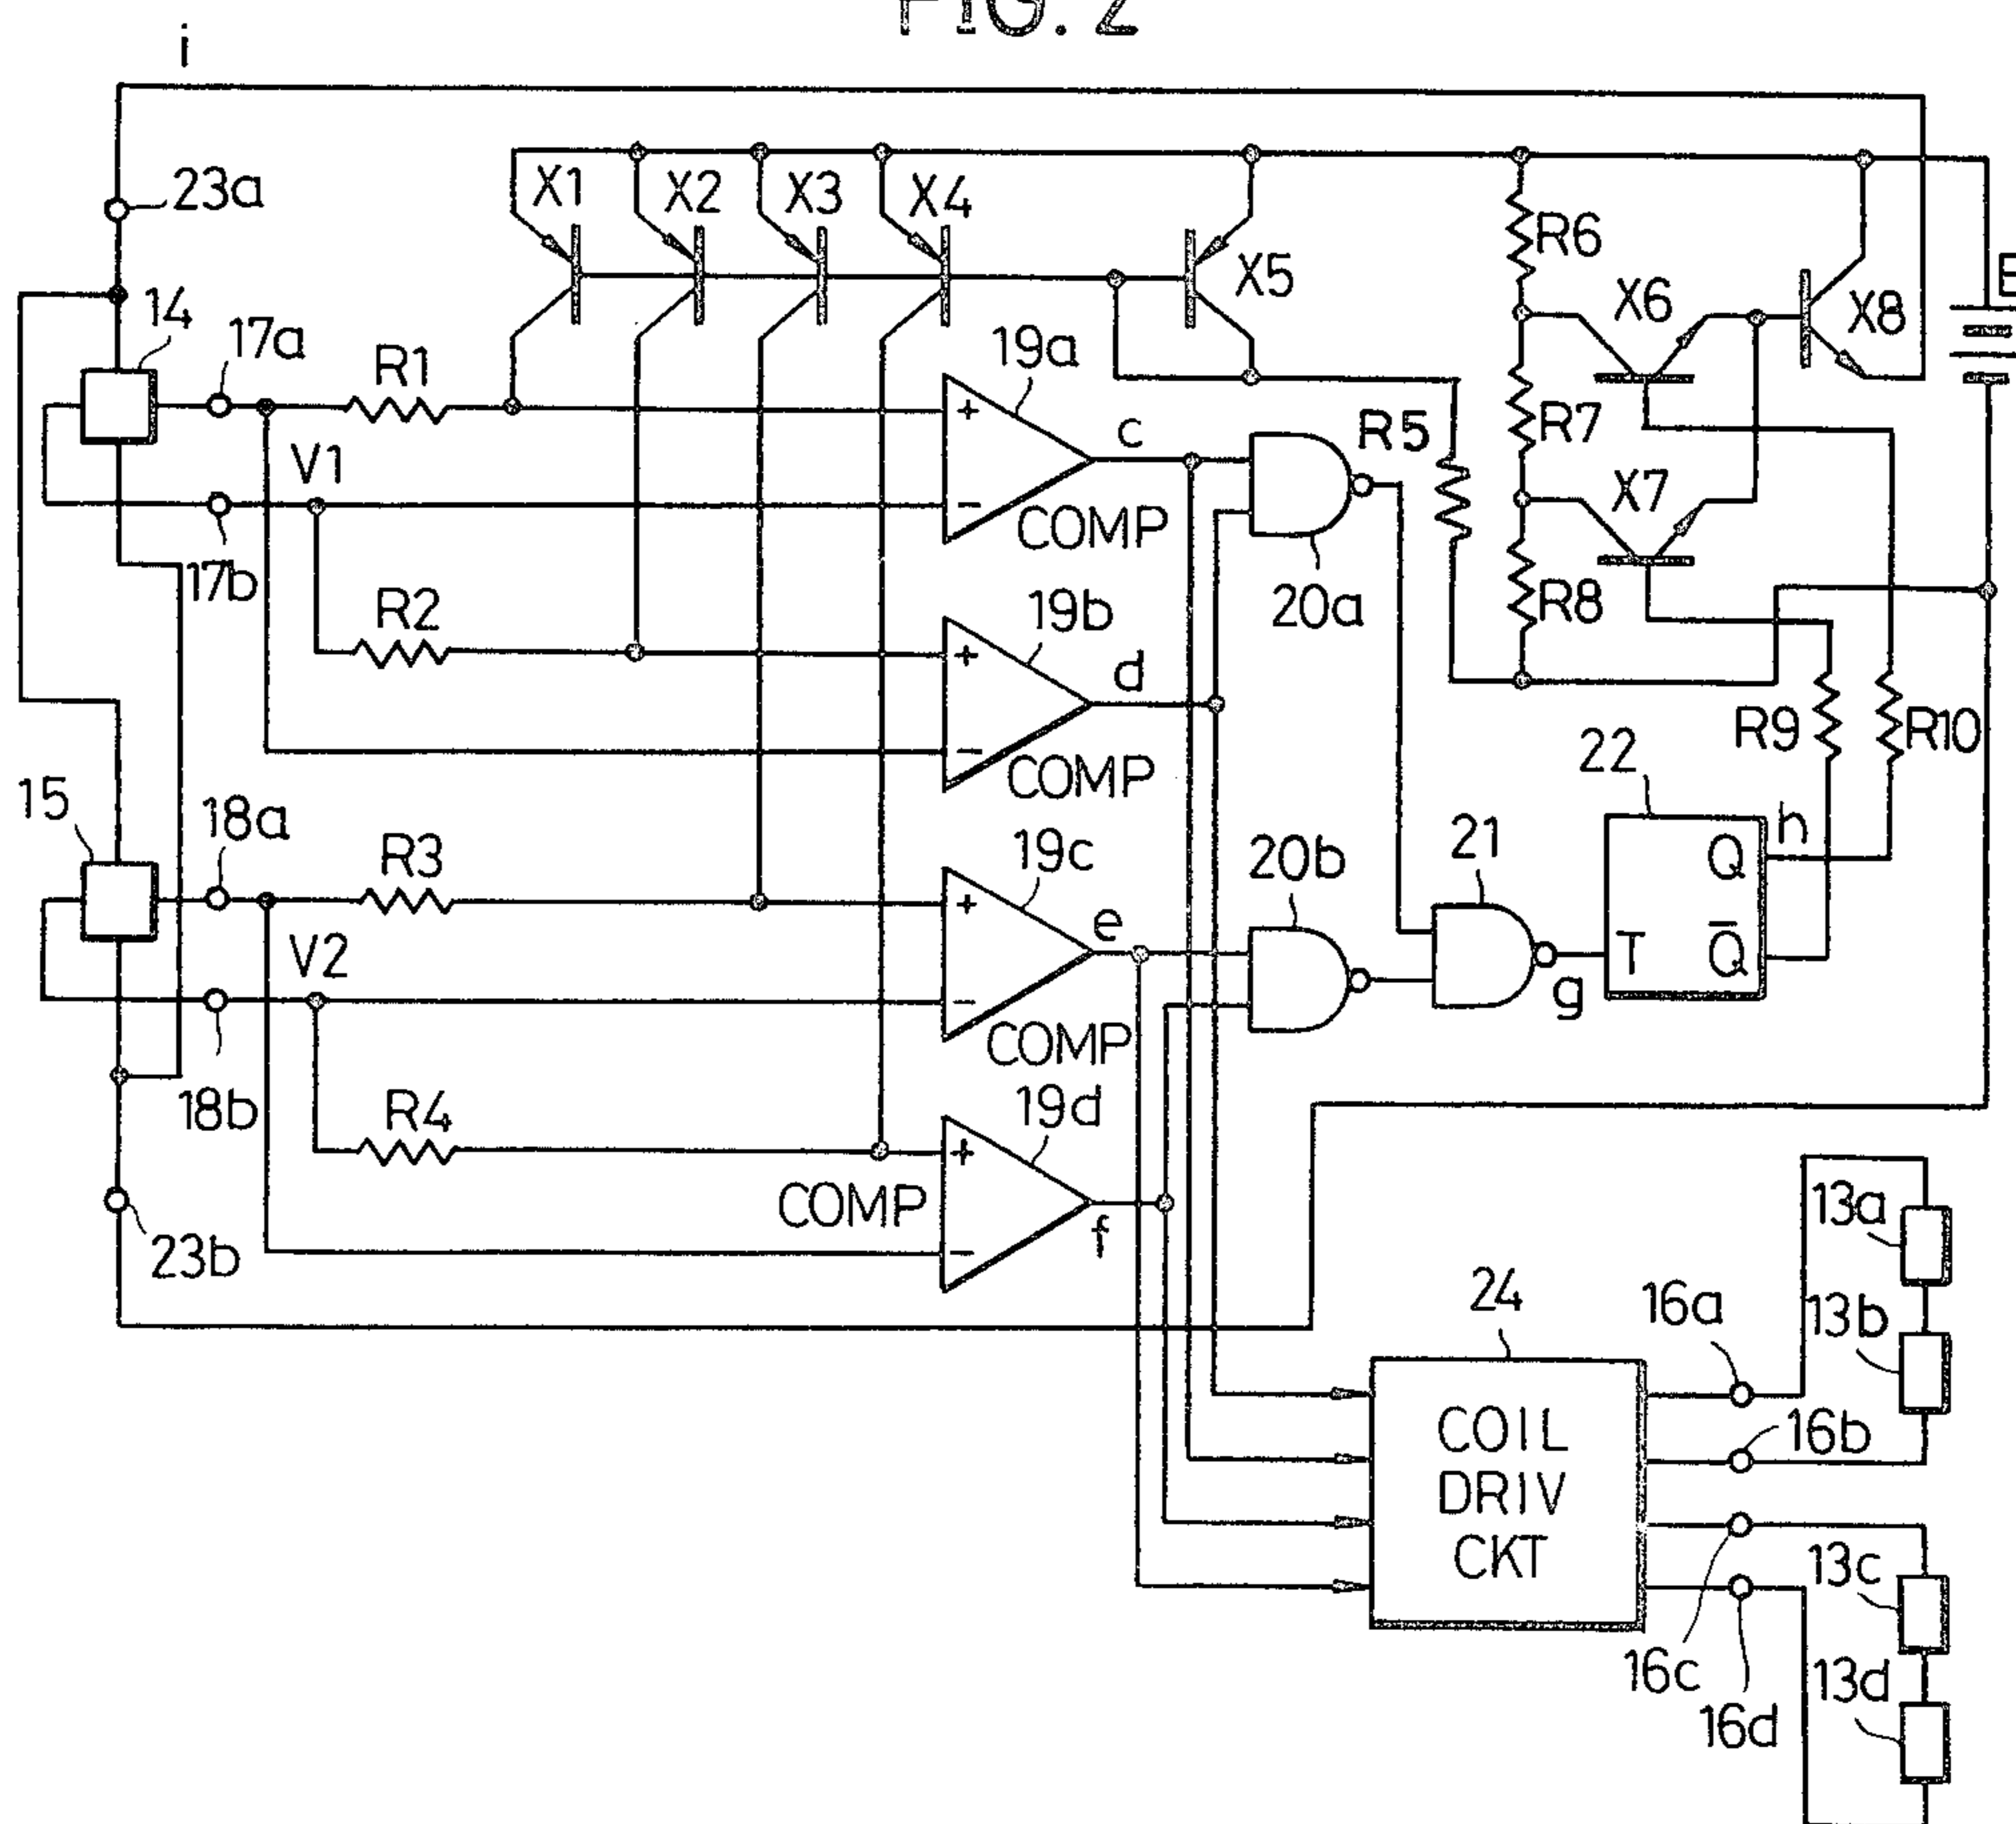 FIG. 2
i
23a
X1
X2
X3
X4
X5
R6
X6
X8
E
14
17a
R1
19a
+
c
R5
R7
V1
−
COMP
X7
17b
20a
R8
R2
19b
+
d
−
COMP
R9
R10
22
15
18a
R3
19c
+
e
20b
21
h
Q
V2
−
COMP
g
T
Q̅
18b
R4
19d
+
COMP
f
−
23b
13a
24
16a
13b
COIL
DRIV
CKT
16b
13c
16c
13d
16d